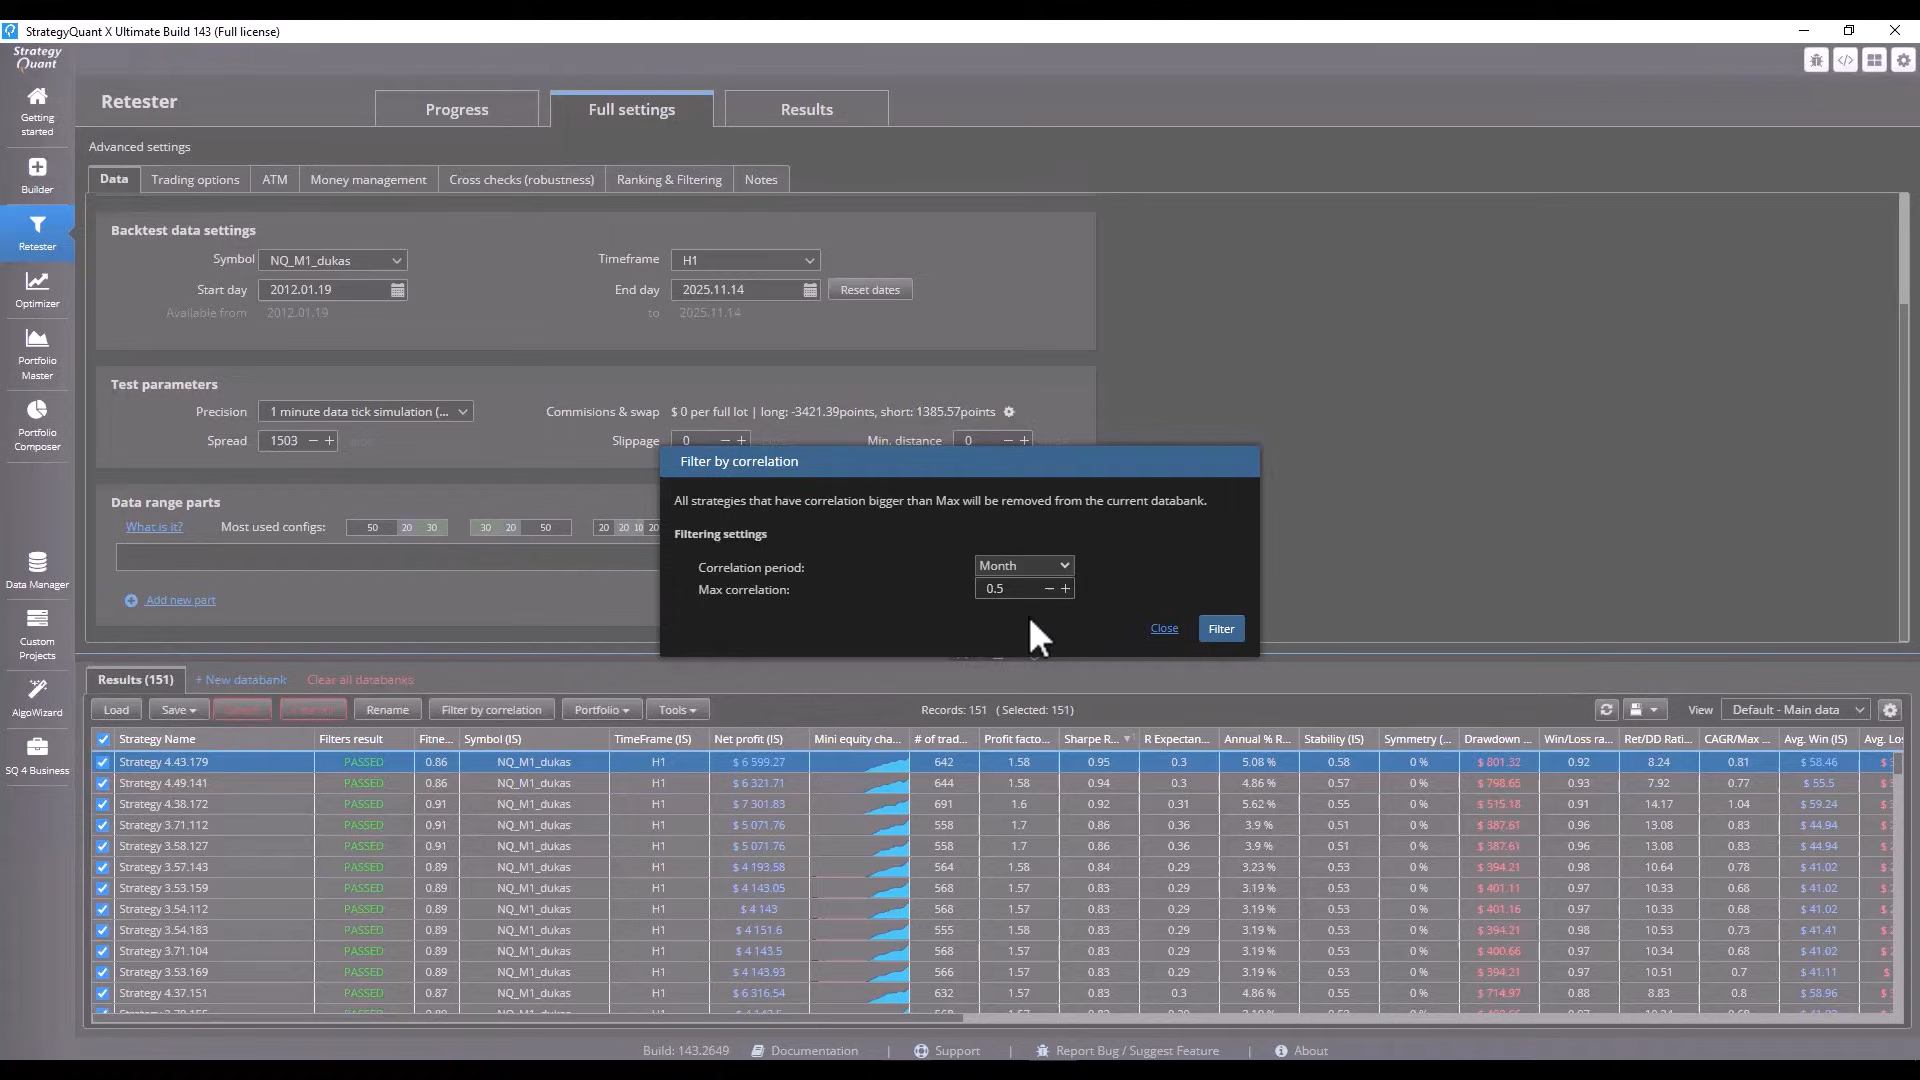 StrategyQuant X Ultimate Build 143 (Full license)
Strategy
Quant
Getting
started
Builder
Retester
Optimizer
Portfolio
Master
Portfolio
Composer
Data Manager
Custom
Projects
AlgoWizard
SQ 4 Business
Retester
Progress
Full settings
Results
Advanced settings
Data
Trading options
ATM
Money management
Cross checks (robustness)
Ranking & Filtering
Notes
Backtest data settings
Symbol NQ_M1_dukas
Timeframe H1
Start day 2012.01.19
End day 2025.11.14 Reset dates
Available from 2012.01.19 to 2025.11.14
Test parameters
Precision 1 minute data tick simulation (...
Commisions & swap $ 0 per full lot | long: -3421.39points, short: 1385.57points
Spread 1503 − +
Slippage 0 − +
Min. distance 0 − +
Data range parts
What is it? Most used configs: 50 20 30 30 20 50 20 20 10 20
Add new part
Filter by correlation
All strategies that have correlation bigger than Max will be removed from the current databank.
Filtering settings
Correlation period: Month
Max correlation: 0.5 − +
Close Filter
Results (151) + New databank Clear all databanks
Load Save Rename Filter by correlation Portfolio Tools Records: 151 ( Selected: 151) View Default - Main data
Strategy Name Filters result Fitne... Symbol (IS) TimeFrame (IS) Net profit (IS) Mini equity cha... # of trad... Profit facto... Sharpe R... R Expectan... Annual % R... Stability (IS) Symmetry (... Drawdown ... Win/Loss ra... Ret/DD Rati... CAGR/Max ... Avg. Win (IS) Avg. Los
Strategy 4.43.179 PASSED 0.86 NQ_M1_dukas H1 $ 6 599.27 642 1.58 0.95 0.3 5.08 % 0.58 0 % $ 801.32 0.92 8.24 0.81 $ 58.46
Strategy 4.49.141 PASSED 0.86 NQ_M1_dukas H1 $ 6 321.71 644 1.58 0.94 0.3 4.86 % 0.57 0 % $ 798.65 0.93 7.92 0.77 $ 55.5
Strategy 4.38.172 PASSED 0.91 NQ_M1_dukas H1 $ 7 301.83 691 1.6 0.92 0.31 5.62 % 0.55 0 % $ 515.18 0.91 14.17 1.04 $ 59.24
Strategy 3.71.112 PASSED 0.91 NQ_M1_dukas H1 $ 5 071.76 558 1.7 0.86 0.36 3.9 % 0.51 0 % $ 387.61 0.96 13.08 0.83 $ 44.94
Strategy 3.58.127 PASSED 0.91 NQ_M1_dukas H1 $ 5 071.76 558 1.7 0.86 0.36 3.9 % 0.51 0 % $ 387.61 0.96 13.08 0.83 $ 44.94
Strategy 3.57.143 PASSED 0.89 NQ_M1_dukas H1 $ 4 193.58 564 1.58 0.84 0.29 3.23 % 0.53 0 % $ 394.21 0.98 10.64 0.78 $ 41.02
Strategy 3.53.159 PASSED 0.89 NQ_M1_dukas H1 $ 4 143.05 568 1.57 0.83 0.29 3.19 % 0.53 0 % $ 401.11 0.97 10.33 0.68 $ 41.02
Strategy 3.54.112 PASSED 0.89 NQ_M1_dukas H1 $ 4 143 568 1.57 0.83 0.29 3.19 % 0.53 0 % $ 401.16 0.97 10.33 0.68 $ 41.02
Strategy 3.54.183 PASSED 0.89 NQ_M1_dukas H1 $ 4 151.6 555 1.58 0.83 0.29 3.19 % 0.53 0 % $ 394.21 0.98 10.53 0.73 $ 41.41
Strategy 3.71.104 PASSED 0.89 NQ_M1_dukas H1 $ 4 143.5 568 1.57 0.83 0.29 3.19 % 0.53 0 % $ 400.66 0.97 10.34 0.68 $ 41.02
Strategy 3.53.169 PASSED 0.89 NQ_M1_dukas H1 $ 4 143.93 566 1.57 0.83 0.29 3.19 % 0.53 0 % $ 394.21 0.97 10.51 0.7 $ 41.11
Strategy 4.37.151 PASSED 0.87 NQ_M1_dukas H1 $ 6 316.54 632 1.57 0.83 0.3 4.86 % 0.55 0 % $ 714.97 0.88 8.83 0.8 $ 58.96
Build: 143.2649 Documentation | Support | Report Bug / Suggest Feature | About